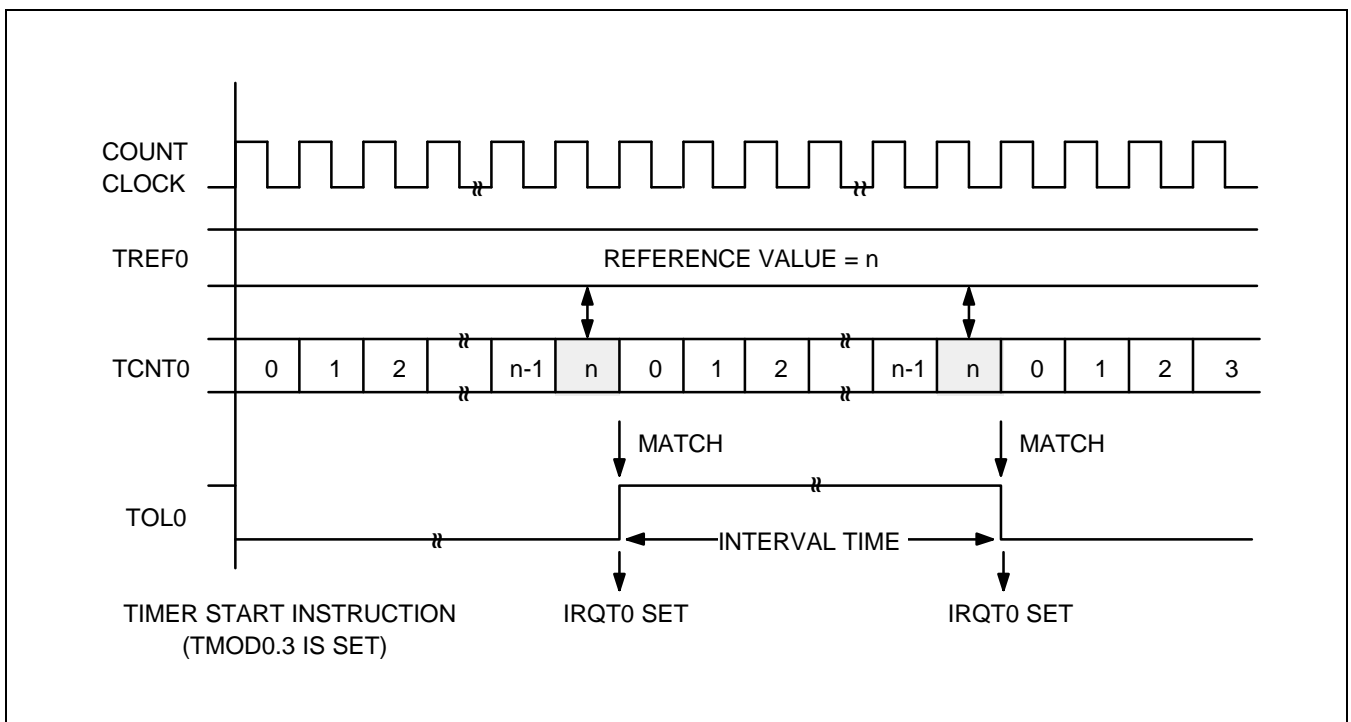 COUNT
CLOCK
TREF0
REFERENCE VALUE = n
TCNT0
0 1 2 n-1 n 0 1 2 n-1 n 0 1 2 3
MATCH MATCH
TOL0
INTERVAL TIME
TIMER START INSTRUCTION
(TMOD0.3 IS SET)
IRQT0 SET IRQT0 SET